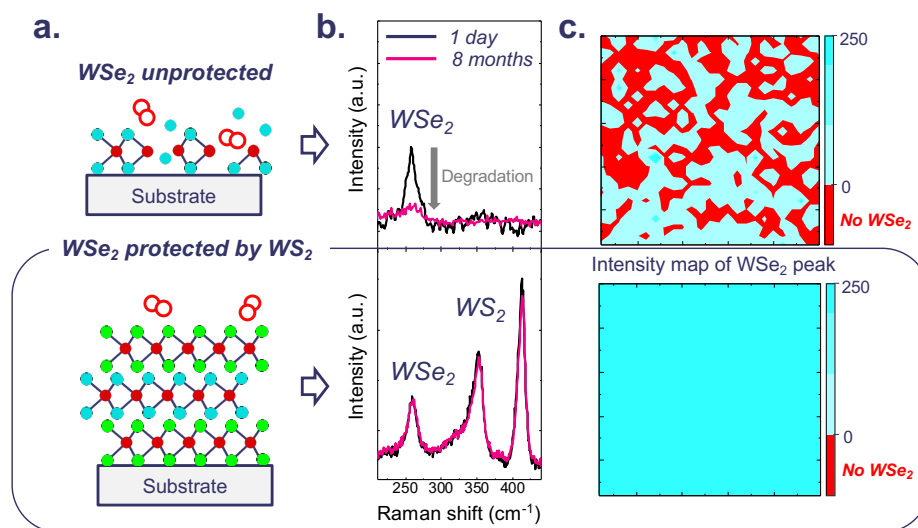 a.
b.
c.
WSe₂ unprotected
Substrate
Intensity (a.u.)
1 day
8 months
WSe₂
Degradation
250
0
No WSe₂
WSe₂ protected by WS₂
Intensity map of WSe₂ peak
Substrate
Intensity (a.u.)
WSe₂
WS₂
250 300 350 400
Raman shift (cm⁻¹)
250
0
No WSe₂